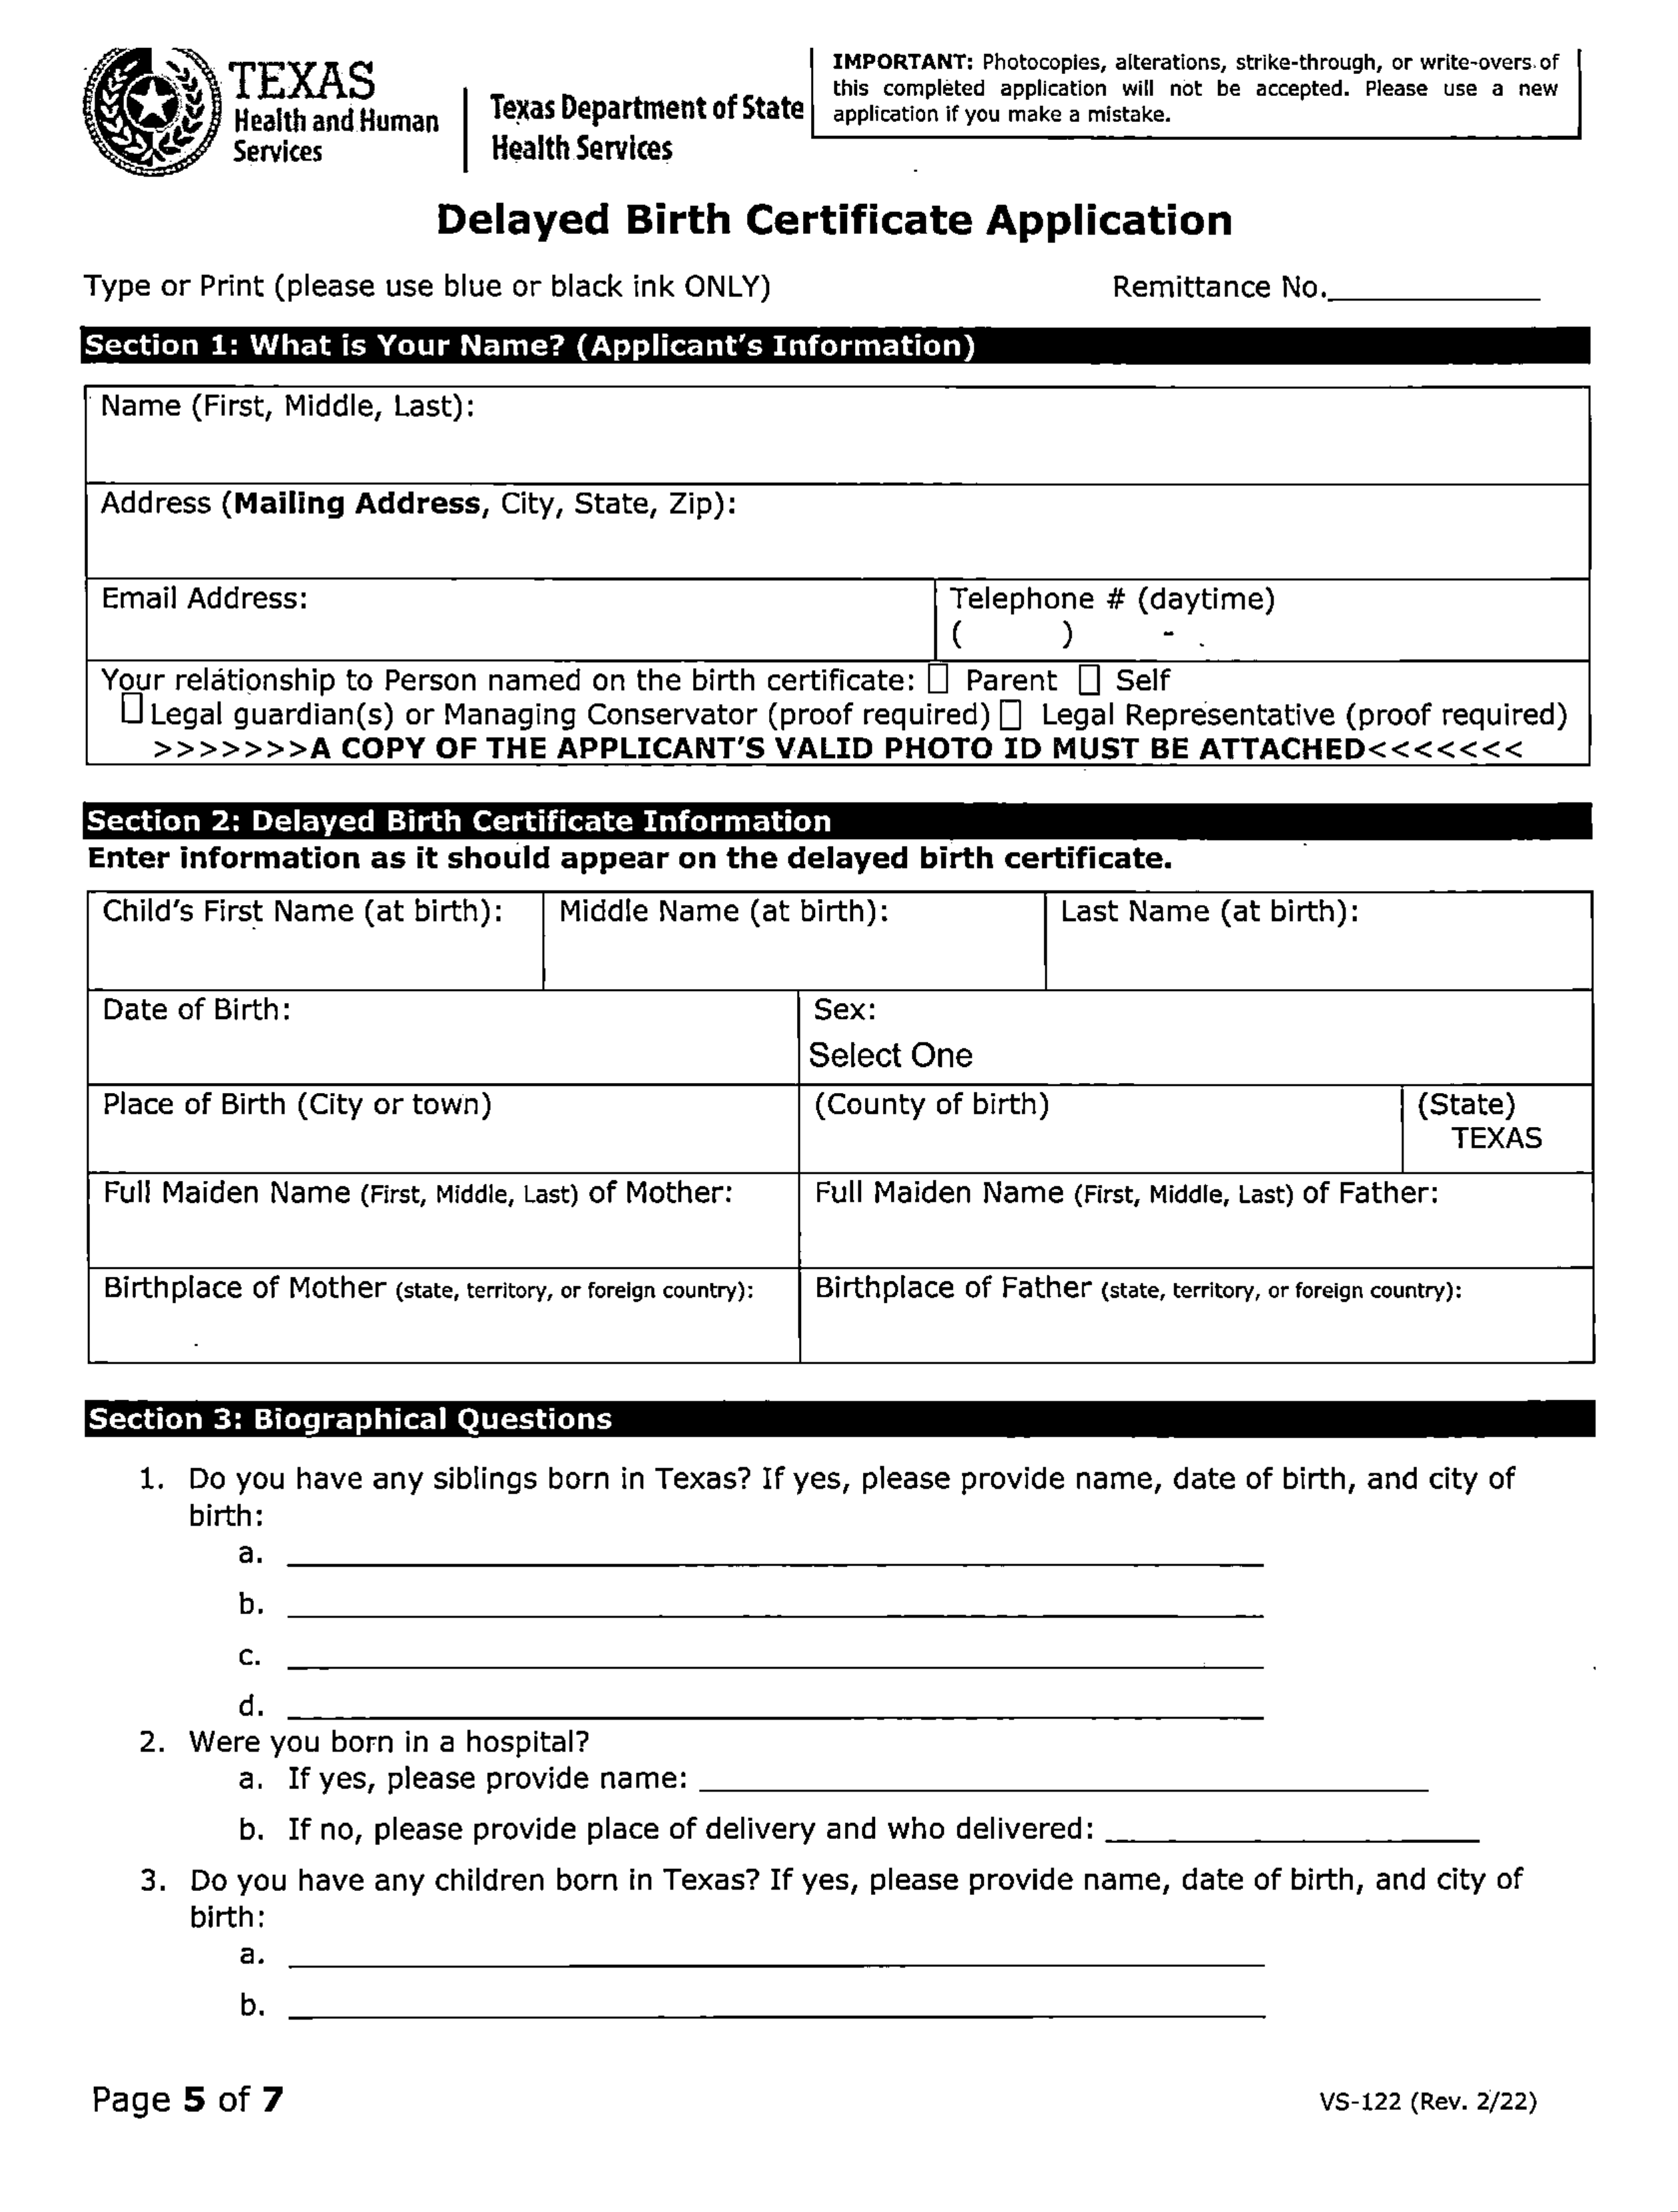 TEXAS
Health and Human
Services
Texas Department of State
Health Services
IMPORTANT: Photocopies, alterations, strike-through, or write-overs of
this completed application will not be accepted. Please use a new
application if you make a mistake.
Delayed Birth Certificate Application
Type or Print (please use blue or black ink ONLY)
Remittance No.____________
Section 1: What is Your Name? (Applicant's Information)
Name (First, Middle, Last):
Address (Mailing Address, City, State, Zip):
Email Address:
Telephone # (daytime)
( ) -
Your relationship to Person named on the birth certificate: ☐ Parent ☐ Self
☐ Legal guardian(s) or Managing Conservator (proof required) ☐ Legal Representative (proof required)
>>>>>>>A COPY OF THE APPLICANT'S VALID PHOTO ID MUST BE ATTACHED<<<<<<<
Section 2: Delayed Birth Certificate Information
Enter information as it should appear on the delayed birth certificate.
Child's First Name (at birth):
Middle Name (at birth):
Last Name (at birth):
Date of Birth:
Sex:
Select One
Place of Birth (City or town)
(County of birth)
(State)
TEXAS
Full Maiden Name (First, Middle, Last) of Mother:
Full Maiden Name (First, Middle, Last) of Father:
Birthplace of Mother (state, territory, or foreign country):
Birthplace of Father (state, territory, or foreign country):
Section 3: Biographical Questions
1. Do you have any siblings born in Texas? If yes, please provide name, date of birth, and city of
birth:
a.
b.
c.
d.
2. Were you born in a hospital?
a. If yes, please provide name:
b. If no, please provide place of delivery and who delivered:
3. Do you have any children born in Texas? If yes, please provide name, date of birth, and city of
birth:
a.
b.
Page 5 of 7
VS-122 (Rev. 2/22)